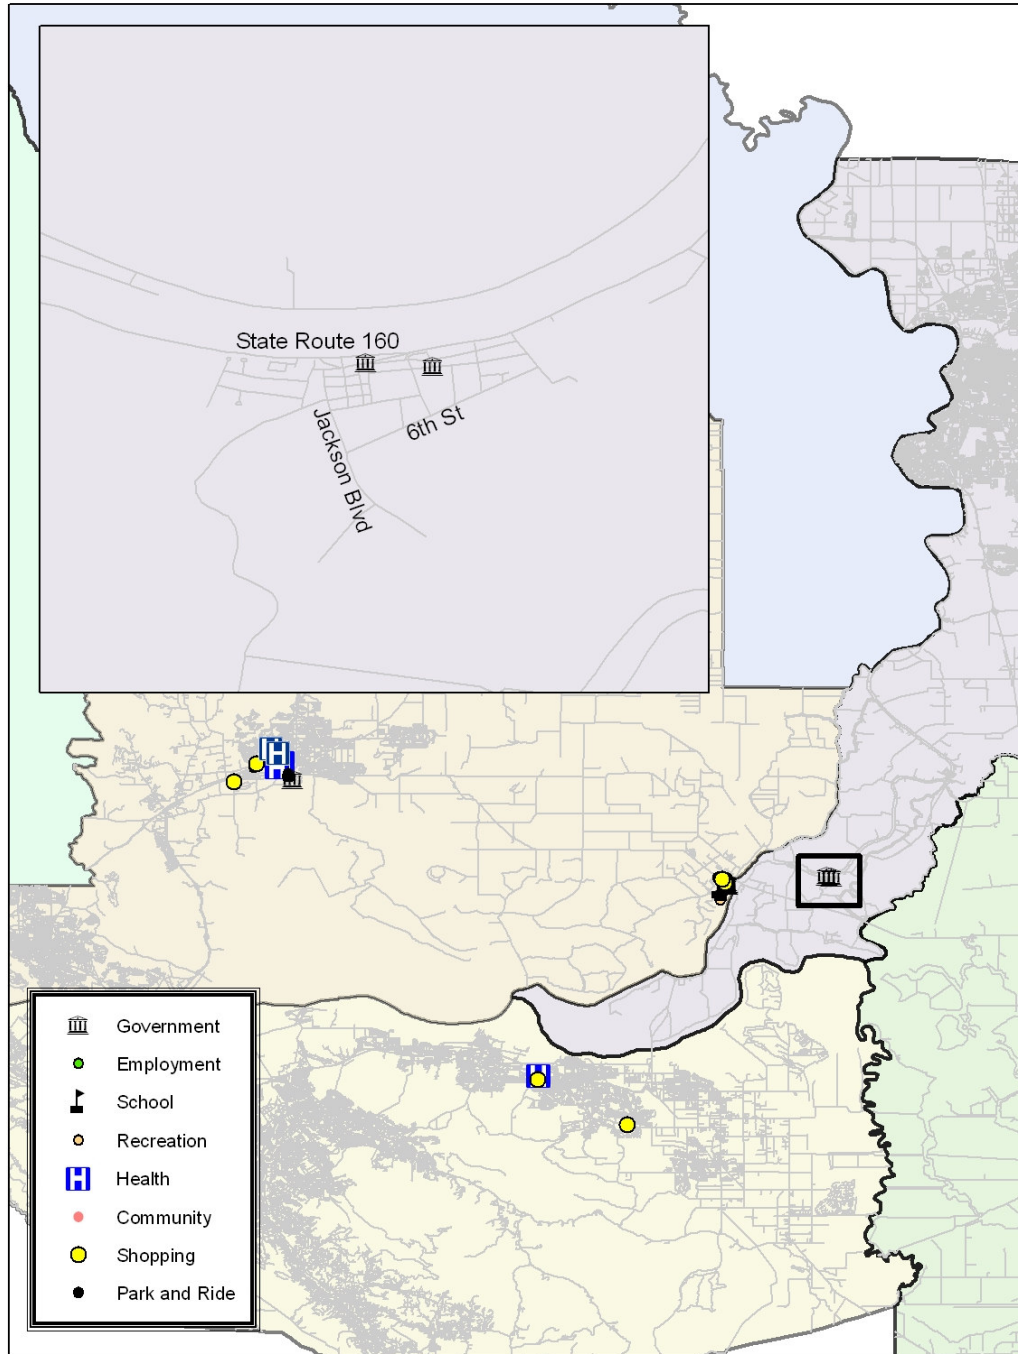 State Route 160
6th St
Jackson Blvd
Government
Employment
School
Recreation
Health
Community
Shopping
Park and Ride